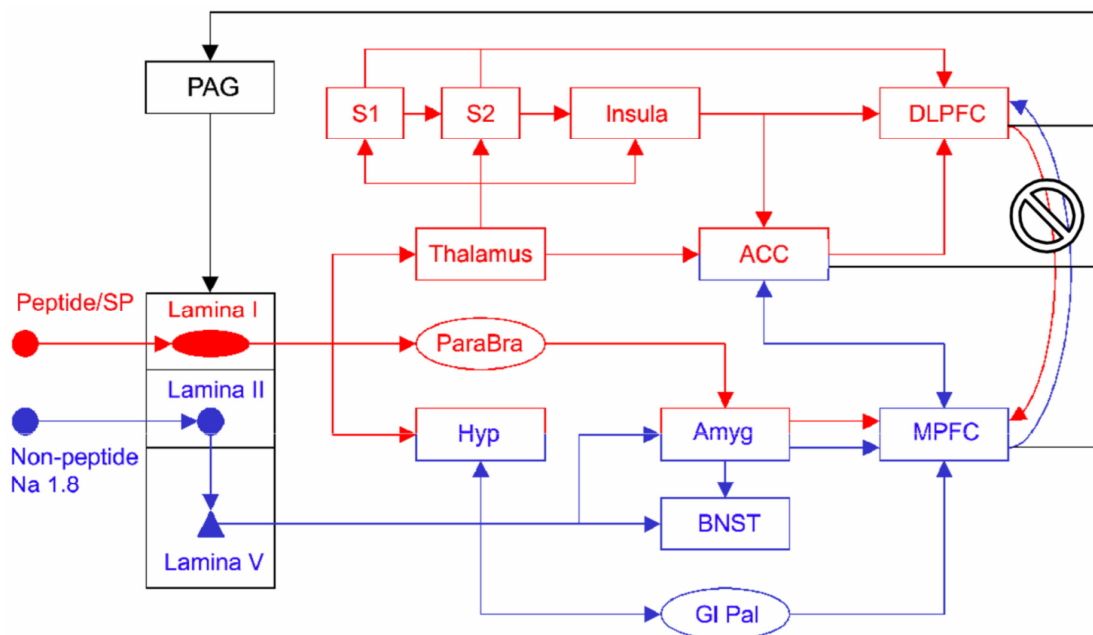 PAG
S1
S2
Insula
DLPFC
Thalamus
ACC
Peptide/SP
Lamina I
ParaBra
Lamina II
Non-peptide
Na 1.8
Hyp
Amyg
MPFC
BNST
Lamina V
Gl Pal